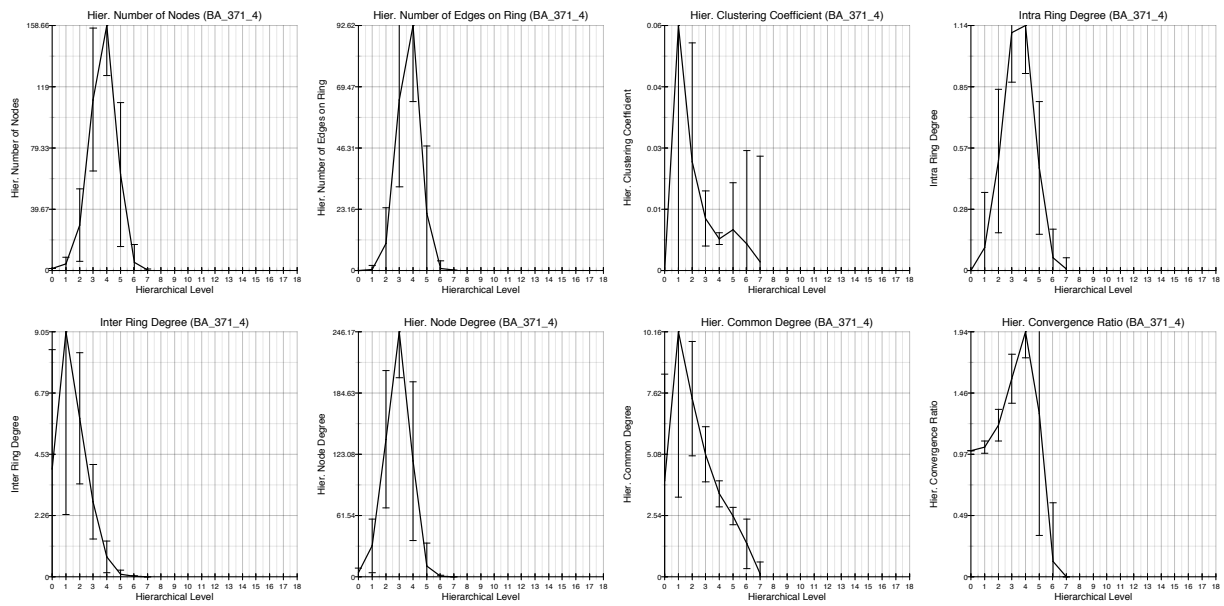 Hier. Number of Nodes (BA_371_4)
158.66
1.19
79.33
39.67
0
Hier. Number of Nodes
0 1 2 3 4 5 6 7 8 9 10 11 12 13 14 15 16 17 18
Hierarchical Level
Hier. Number of Edges on Ring (BA_371_4)
92.62
69.47
46.31
23.16
0
Hier. Number of Edges on Ring
0 1 2 3 4 5 6 7 8 9 10 11 12 13 14 15 16 17 18
Hierarchical Level
Hier. Clustering Coefficient (BA_371_4)
0.06
0.04
0.03
0.01
0
Hier. Clustering Coefficient
0 1 2 3 4 5 6 7 8 9 10 11 12 13 14 15 16 17 18
Hierarchical Level
Intra Ring Degree (BA_371_4)
1.14
0.85
0.57
0.28
0
Intra Ring Degree
0 1 2 3 4 5 6 7 8 9 10 11 12 13 14 15 16 17 18
Hierarchical Level
Inter Ring Degree (BA_371_4)
9.05
6.79
4.53
2.26
0
Inter Ring Degree
0 1 2 3 4 5 6 7 8 9 10 11 12 13 14 15 16 17 18
Hierarchical Level
Hier. Node Degree (BA_371_4)
246.17
184.63
123.08
61.54
0
Hier. Node Degree
0 1 2 3 4 5 6 7 8 9 10 11 12 13 14 15 16 17 18
Hierarchical Level
Hier. Common Degree (BA_371_4)
10.16
7.62
5.08
2.54
0
Hier. Common Degree
0 1 2 3 4 5 6 7 8 9 10 11 12 13 14 15 16 17 18
Hierarchical Level
Hier. Convergence Ratio (BA_371_4)
1.94
1.46
0.97
0.49
0
Hier. Convergence Ratio
0 1 2 3 4 5 6 7 8 9 10 11 12 13 14 15 16 17 18
Hierarchical Level